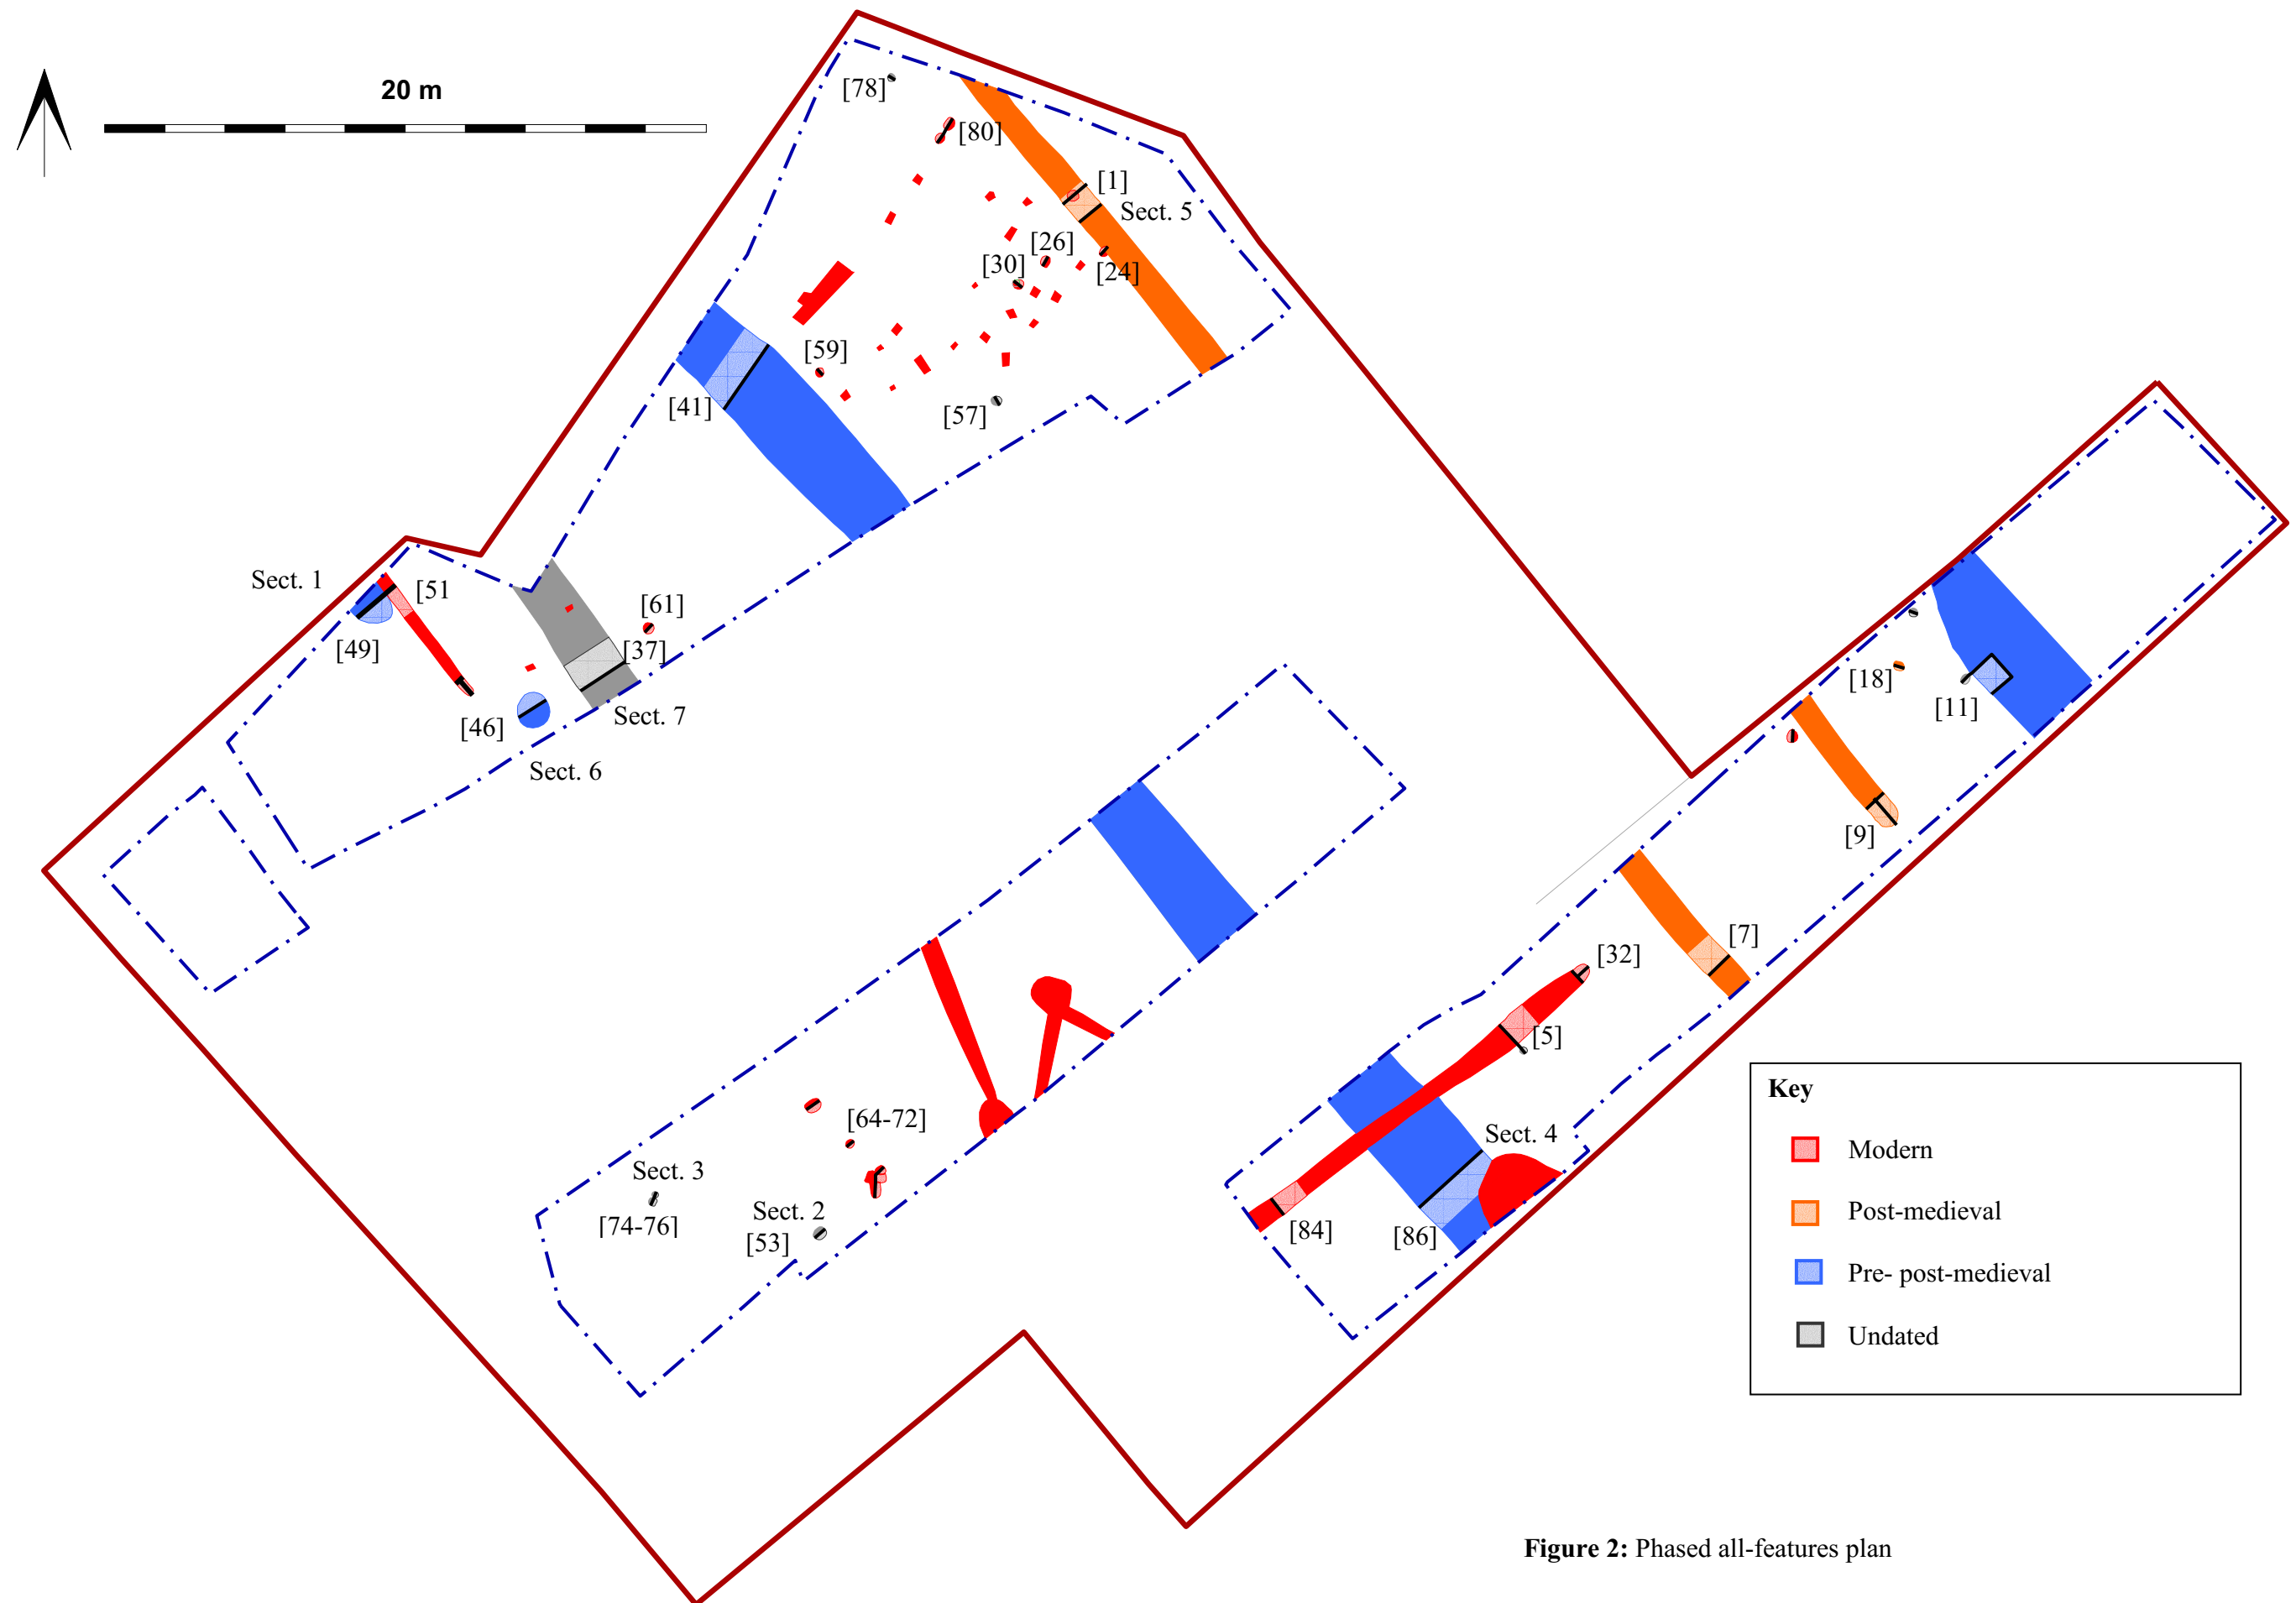 20 m
[78]
[80]
[1]
Sect. 5
[26]
[30]
[24]
[59]
[41]
[57]
Sect. 1
[51
[61]
[49]
[37]
[46]
Sect. 7
Sect. 6
[18]
[11]
[9]
[7]
[32]
[5]
[64-72]
Sect. 4
Sect. 3
Sect. 2
[74-76]
[53]
[84]
[86]
Key
Modern
Post-medieval
Pre- post-medieval
Undated
Figure 2: Phased all-features plan